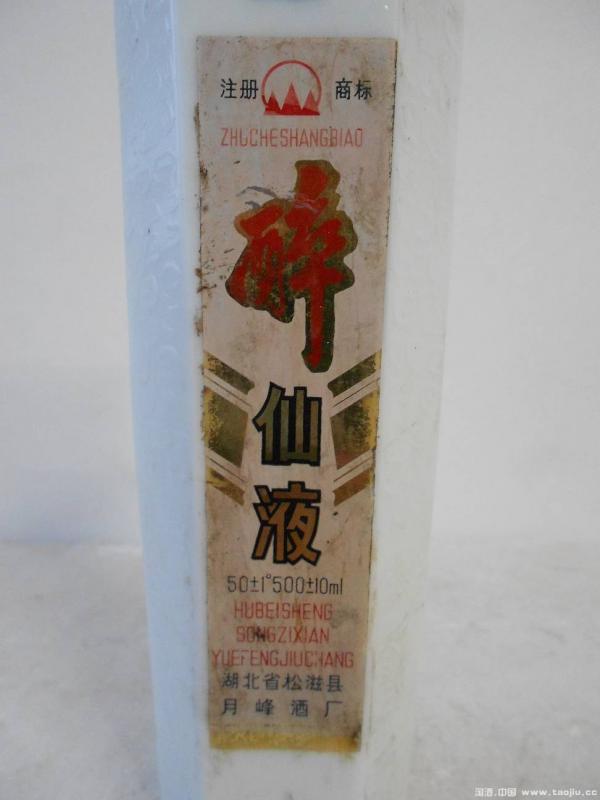 注册 商标
ZHUCHESHANGBIAO
醉
仙
液
50±1°500±10ml
HUBEISHENG
SONGZIXIAN
YUEFENGJIUCHANG
湖北省松滋县
月峰酒厂
国酒.中国 www.taojiu.cc